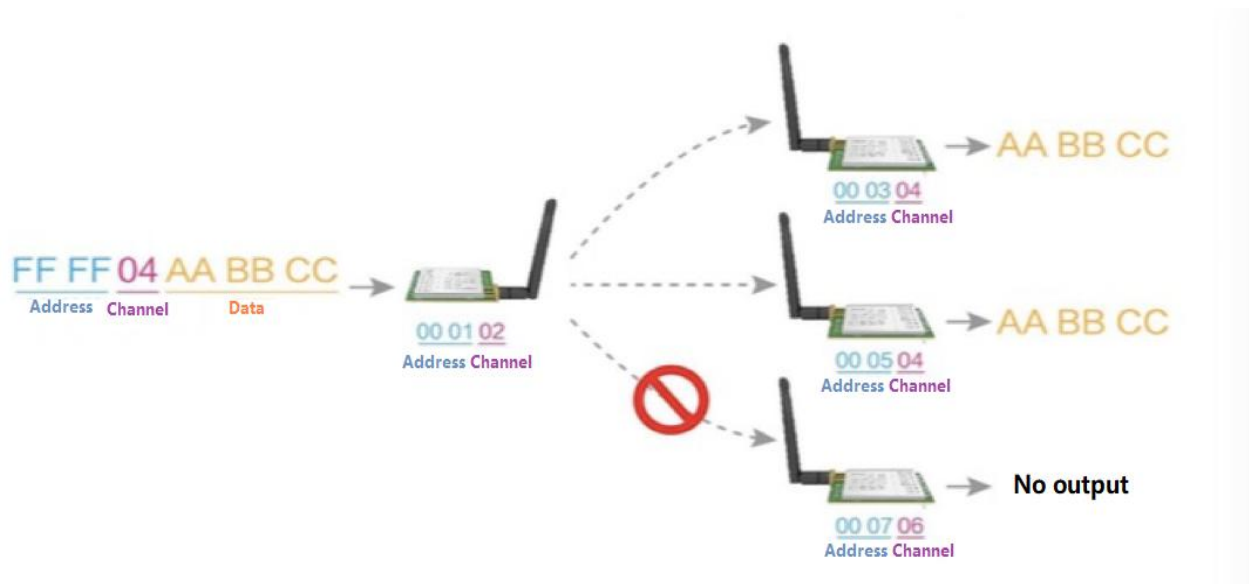 FF FF 04 AA BB CC
Address Channel Data
00 01 02
Address Channel
AA BB CC
00 03 04
Address Channel
AA BB CC
00 05 04
Address Channel
No output
00 07 06
Address Channel